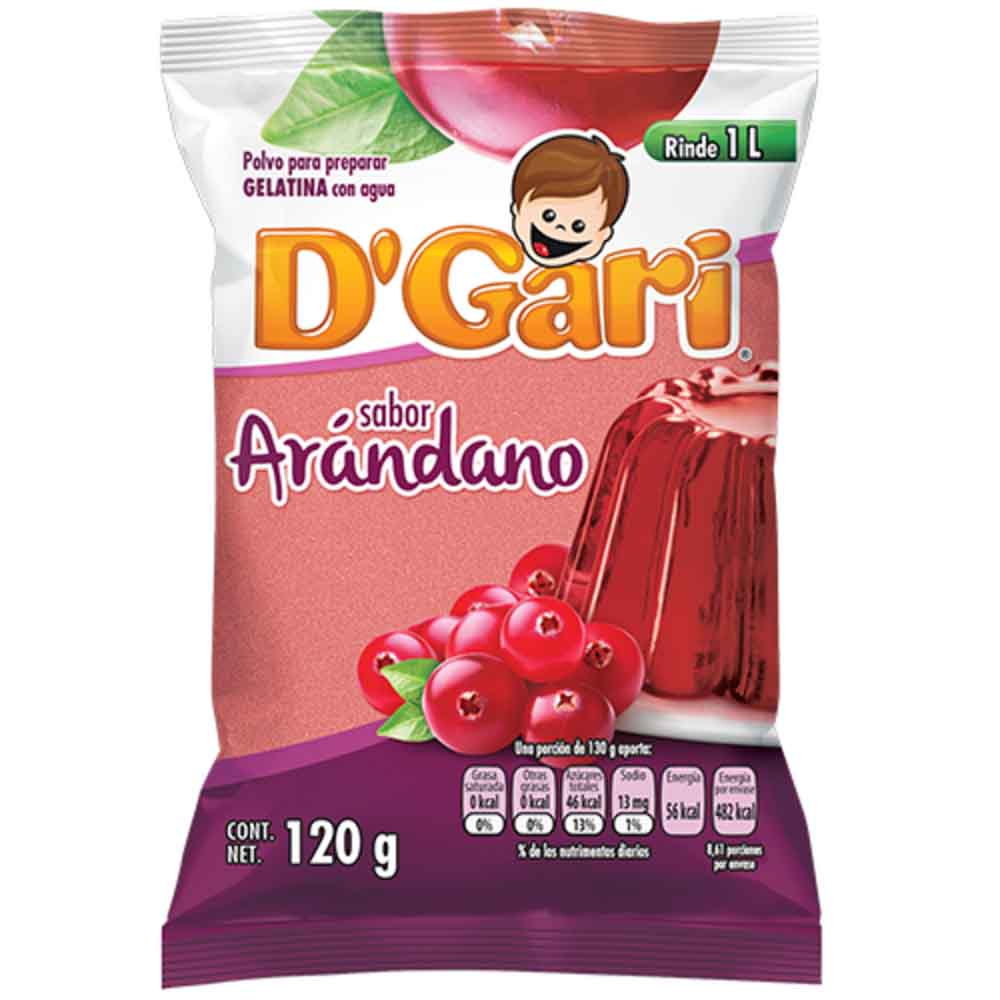 Rinde 1 L
Polvo para preparar
GELATINA con agua
D'Gari®
sabor
Arándano
Una porción de 130 g aporta:
Grasa saturada 0 kcal 0%
Otras grasas 0 kcal 0%
Azúcares totales 46 kcal 13%
Sodio 13 mg 1%
Energía 56 kcal
Energía por envase 482 kcal
% de los nutrimentos diarios
8,61 porciones
por envase
CONT.
NET. 120 g